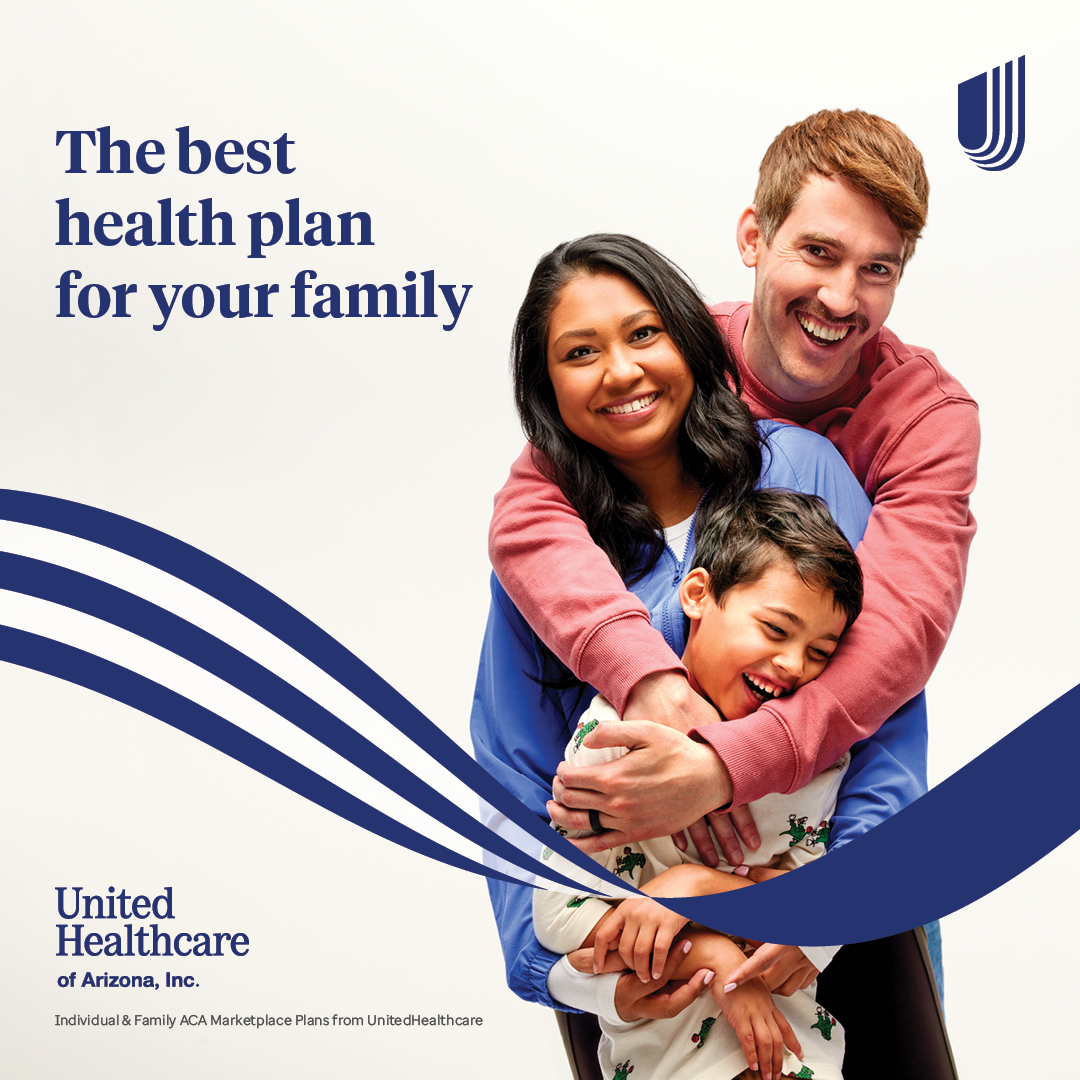 The best
health plan
for your family
United
Healthcare
of Arizona, Inc.
Individual & Family ACA Marketplace Plans from UnitedHealthcare